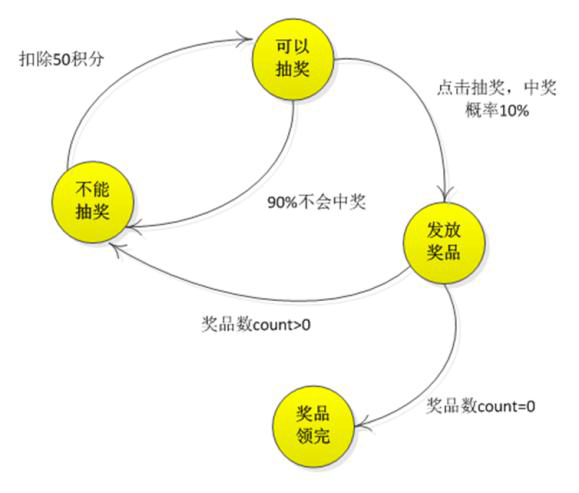 可以
抽奖
扣除50积分
点击抽奖，中奖
概率10%
不能
抽奖
90%不会中奖
发放
奖品
奖品数count>0
奖品数count=0
奖品
领完